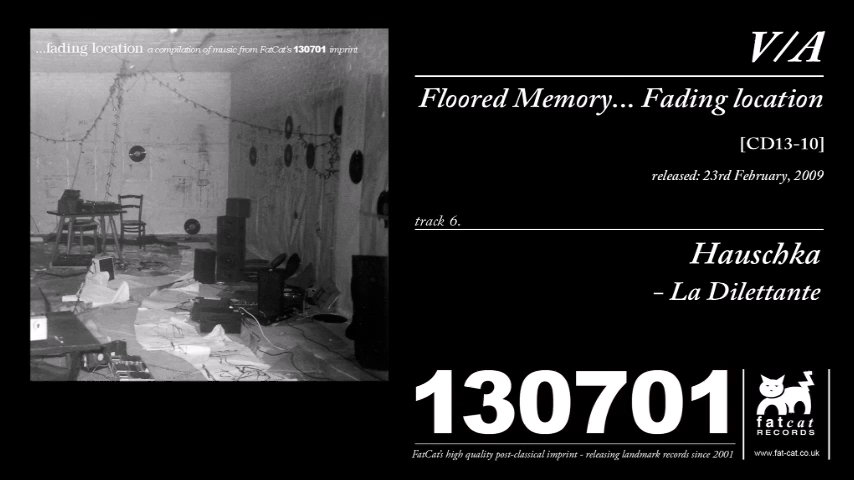 ...fading location a compilation of music from FatCat's 130701 imprint
V/A
Floored Memory... Fading location
[CD13-10]
released: 23rd February, 2009
track 6.
Hauschka
- La Dilettante
130701
FatCat's high quality post-classical imprint - releasing landmark records since 2001
fatcat
RECORDS
www.fat-cat.co.uk